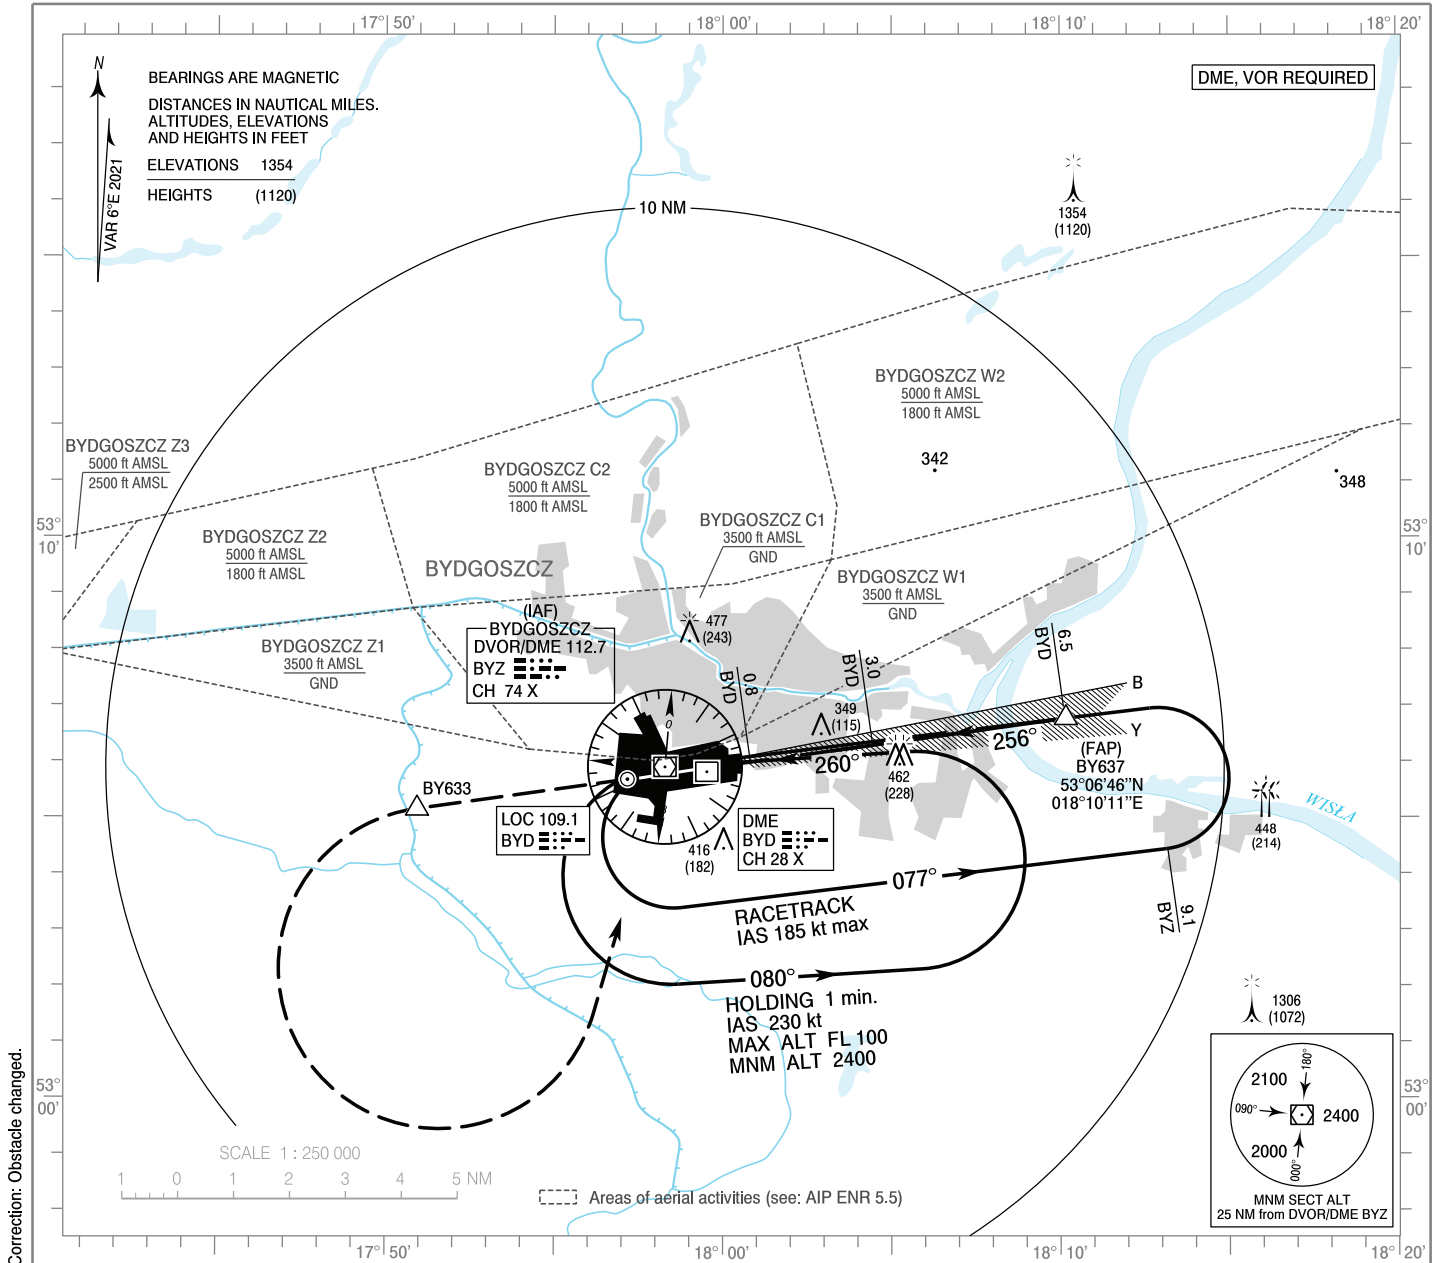 17°50'
18°00'
18°10'
18°20'
N
VAR 6°E 2021
BEARINGS ARE MAGNETIC
DISTANCES IN NAUTICAL MILES.
ALTITUDES, ELEVATIONS
AND HEIGHTS IN FEET
ELEVATIONS 1354
HEIGHTS (1120)
DME, VOR REQUIRED
10 NM
1354
(1120)
BYDGOSZCZ W2
5000 ft AMSL
1800 ft AMSL
342
348
BYDGOSZCZ Z3
5000 ft AMSL
2500 ft AMSL
BYDGOSZCZ C2
5000 ft AMSL
1800 ft AMSL
BYDGOSZCZ C1
3500 ft AMSL
GND
53°
10'
53°
10'
BYDGOSZCZ Z2
5000 ft AMSL
1800 ft AMSL
BYDGOSZCZ
BYDGOSZCZ W1
3500 ft AMSL
GND
(IAF)
BYDGOSZCZ
DVOR/DME 112.7
BYZ
CH 74 X
477
(243)
BYDGOSZCZ Z1
3500 ft AMSL
GND
0.8
BYD
3.0
BYD
6.5
BYD
B
Y
349
(115)
0
256°
260°
462
(228)
(FAP)
BY637
53°06'46"N
018°10'11"E
BY633
WISŁA
448
(214)
LOC 109.1
BYD
416
(182)
DME
BYD
CH 28 X
077°
RACETRACK
IAS 185 kt max
9.1
BYZ
080°
HOLDING 1 min.
IAS 230 kt
MAX ALT FL 100
MNM ALT 2400
1306
(1072)
2100
180°
090°
2400
2000
000°
MNM SECT ALT
25 NM from DVOR/DME BYZ
53°
00'
53°
00'
SCALE 1 : 250 000
1 0 1 2 3 4 5 NM
Areas of aerial activities (see: AIP ENR 5.5)
Correction: Obstacle changed.
17°50'
18°00'
18°10'
18°20'